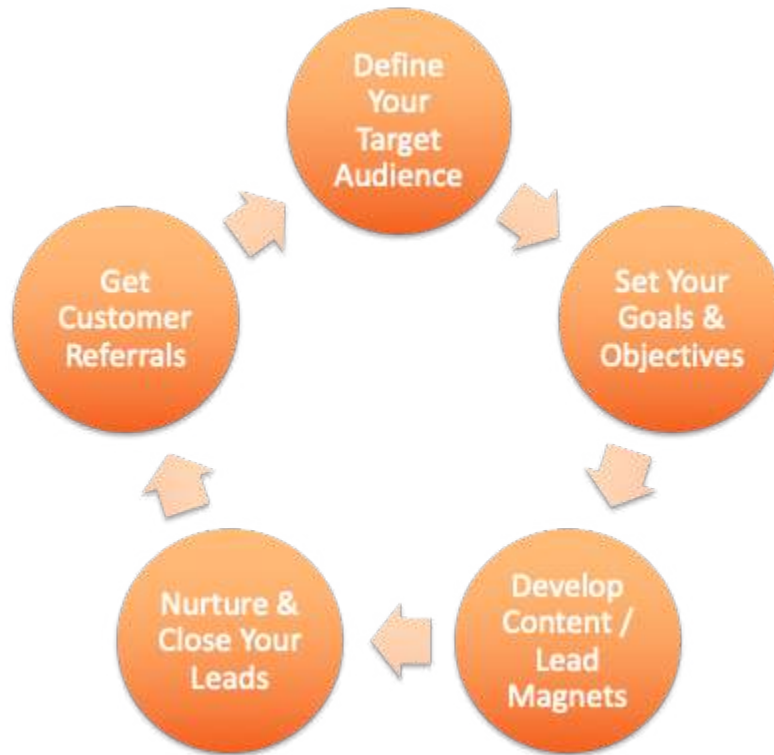 Define
Your
Target
Audience
Set Your
Goals &
Objectives
Develop
Content /
Lead
Magnets
Nurture &
Close Your
Leads
Get
Customer
Referrals